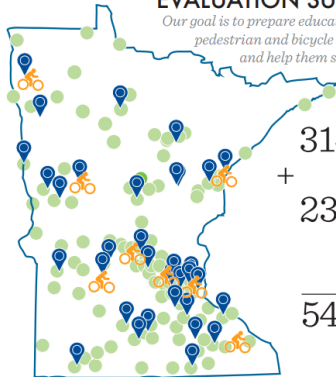 EVALUATION SU
Our goal is to prepare educa
pedestrian and bicycle
and help them s
31
+
23
54